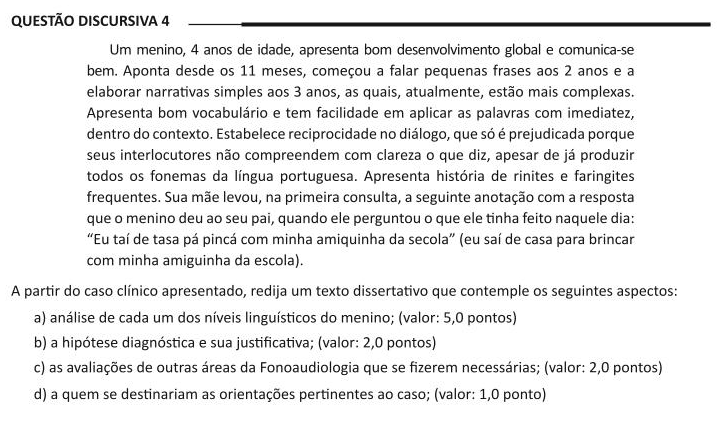 QUESTÃO DISCURSIVA 4
Um menino, 4 anos de idade, apresenta bom desenvolvimento global e comunica-se
bem. Aponta desde os 11 meses, começou a falar pequenas frases aos 2 anos e a
elaborar narrativas simples aos 3 anos, as quais, atualmente, estão mais complexas.
Apresenta bom vocabulário e tem facilidade em aplicar as palavras com imediatez,
dentro do contexto. Estabelece reciprocidade no diálogo, que só é prejudicada porque
seus interlocutores não compreendem com clareza o que diz, apesar de já produzir
todos os fonemas da língua portuguesa. Apresenta história de rinites e faringites
frequentes. Sua mãe levou, na primeira consulta, a seguinte anotação com a resposta
que o menino deu ao seu pai, quando ele perguntou o que ele tinha feito naquele dia:
“Eu taí de tasa pá pincá com minha amiquinha da secola” (eu saí de casa para brincar
com minha amiguinha da escola).
A partir do caso clínico apresentado, redija um texto dissertativo que contemple os seguintes aspectos:
a) análise de cada um dos níveis linguísticos do menino; (valor: 5,0 pontos)
b) a hipótese diagnóstica e sua justificativa; (valor: 2,0 pontos)
c) as avaliações de outras áreas da Fonoaudiologia que se fizerem necessárias; (valor: 2,0 pontos)
d) a quem se destinariam as orientações pertinentes ao caso; (valor: 1,0 ponto)